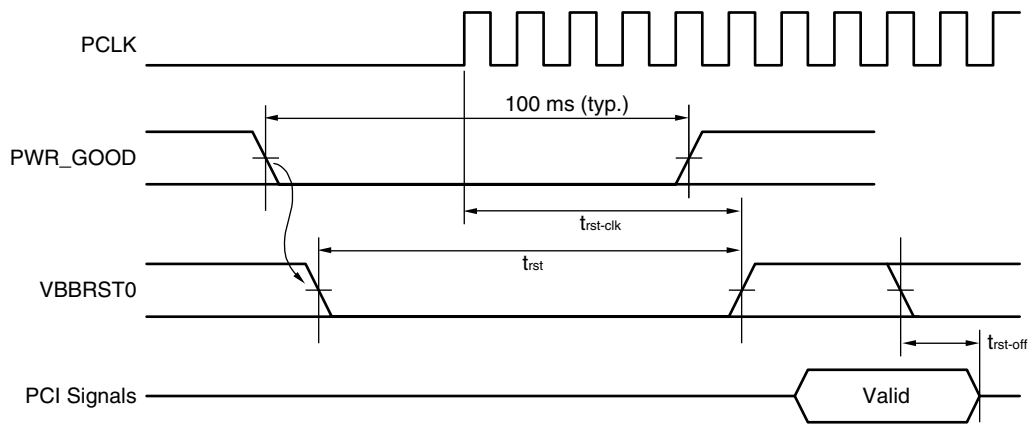 PCLK
100 ms (typ.)
PWR_GOOD
trst-clk
trst
VBBRST0
trst-off
PCI Signals
Valid